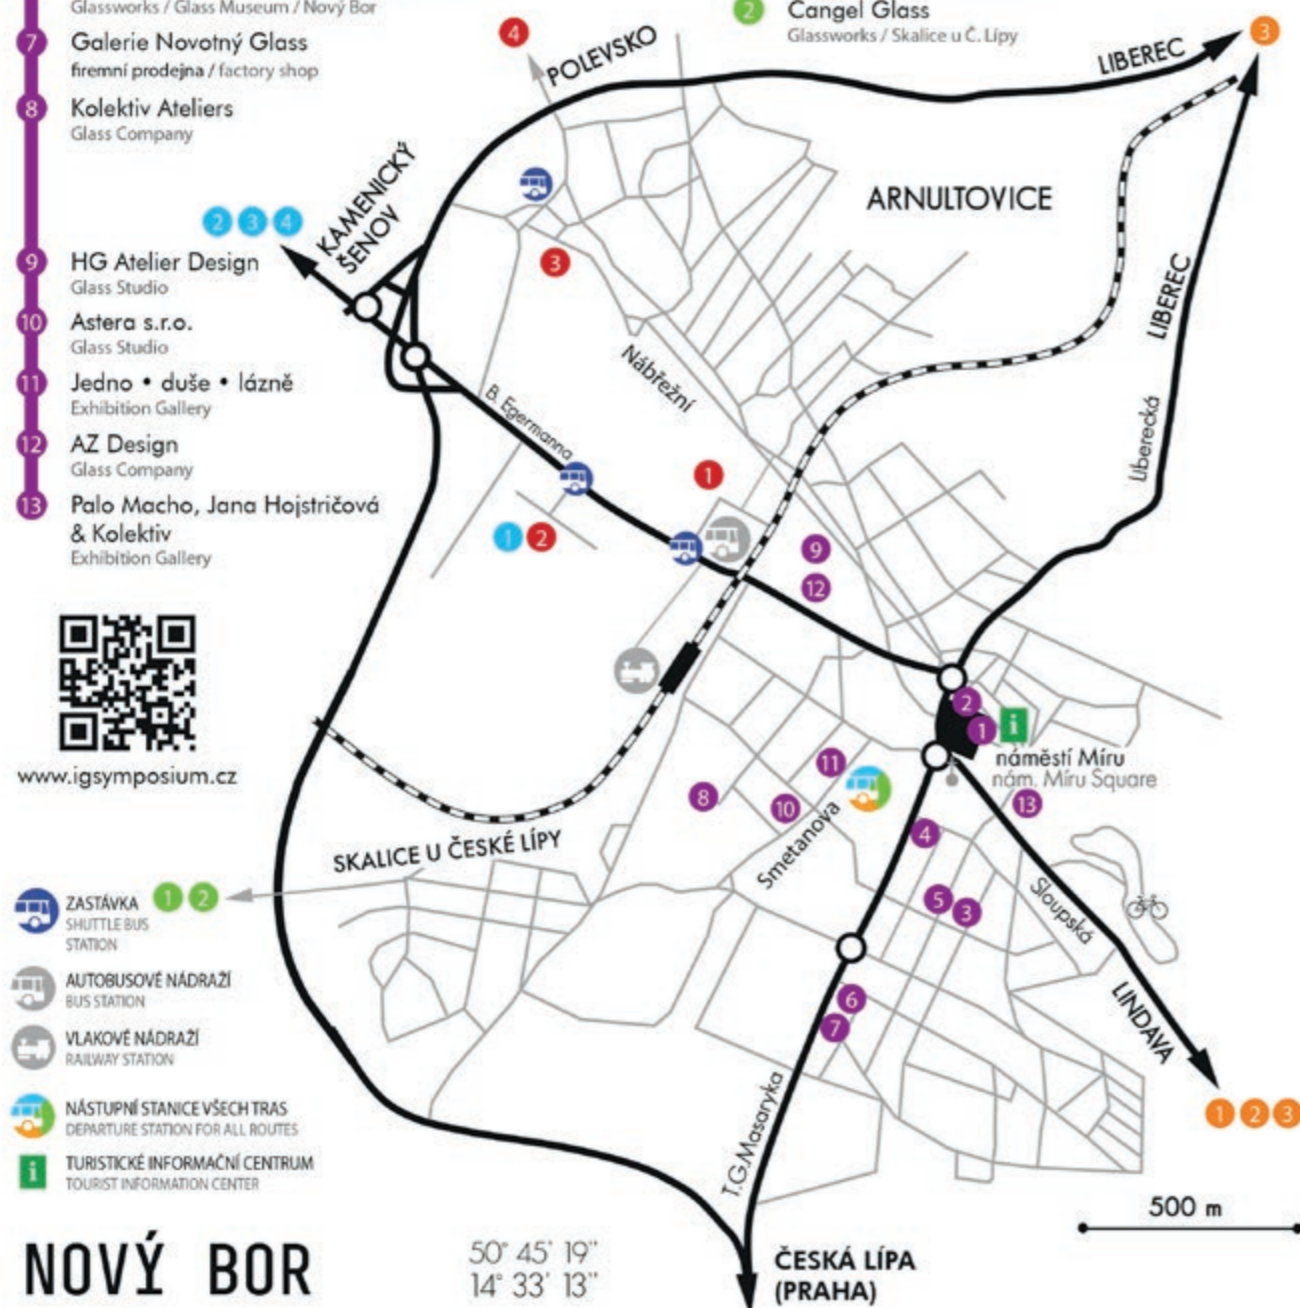 Glassworks / Glass Museum / Nový Bor
7 Galerie Novotný Glass
firemní prodejna / factory shop
8 Kolektiv Ateliers
Glass Company
9 HG Atelier Design
Glass Studio
10 Astera s.r.o.
Glass Studio
11 Jedno • duše • lázně
Exhibition Gallery
12 AZ Design
Glass Company
13 Palo Macho, Jana Hojstričová
& Kolektiv
Exhibition Gallery
www.igsymposium.cz
2 Cangel Glass
Glassworks / Skalice u Č. Lípy
4
POLEVSKO
LIBEREC
3
KAMENICKÝ
ŠENOV
2 3 4
ARNULTOVICE
3
LIBEREC
Nábřežní
B. Egermanna
Liberecká
1
1 2
9
12
2
1
i
náměstí Míru
nám. Míru Square
11
8
10
13
Smetanova
4
5 3
Sloupská
SKALICE U ČESKÉ LÍPY
1 2
6
7
LINDAVA
1 2 3
T.G.Masaryka
ZASTÁVKA
SHUTTLE BUS
STATION
AUTOBUSOVÉ NÁDRAŽÍ
BUS STATION
VLAKOVÉ NÁDRAŽÍ
RAILWAY STATION
NÁSTUPNÍ STANICE VŠECH TRAS
DEPARTURE STATION FOR ALL ROUTES
i TURISTICKÉ INFORMAČNÍ CENTRUM
TOURIST INFORMATION CENTER
500 m
NOVÝ BOR
50° 45' 19"
14° 33' 13"
ČESKÁ LÍPA
(PRAHA)